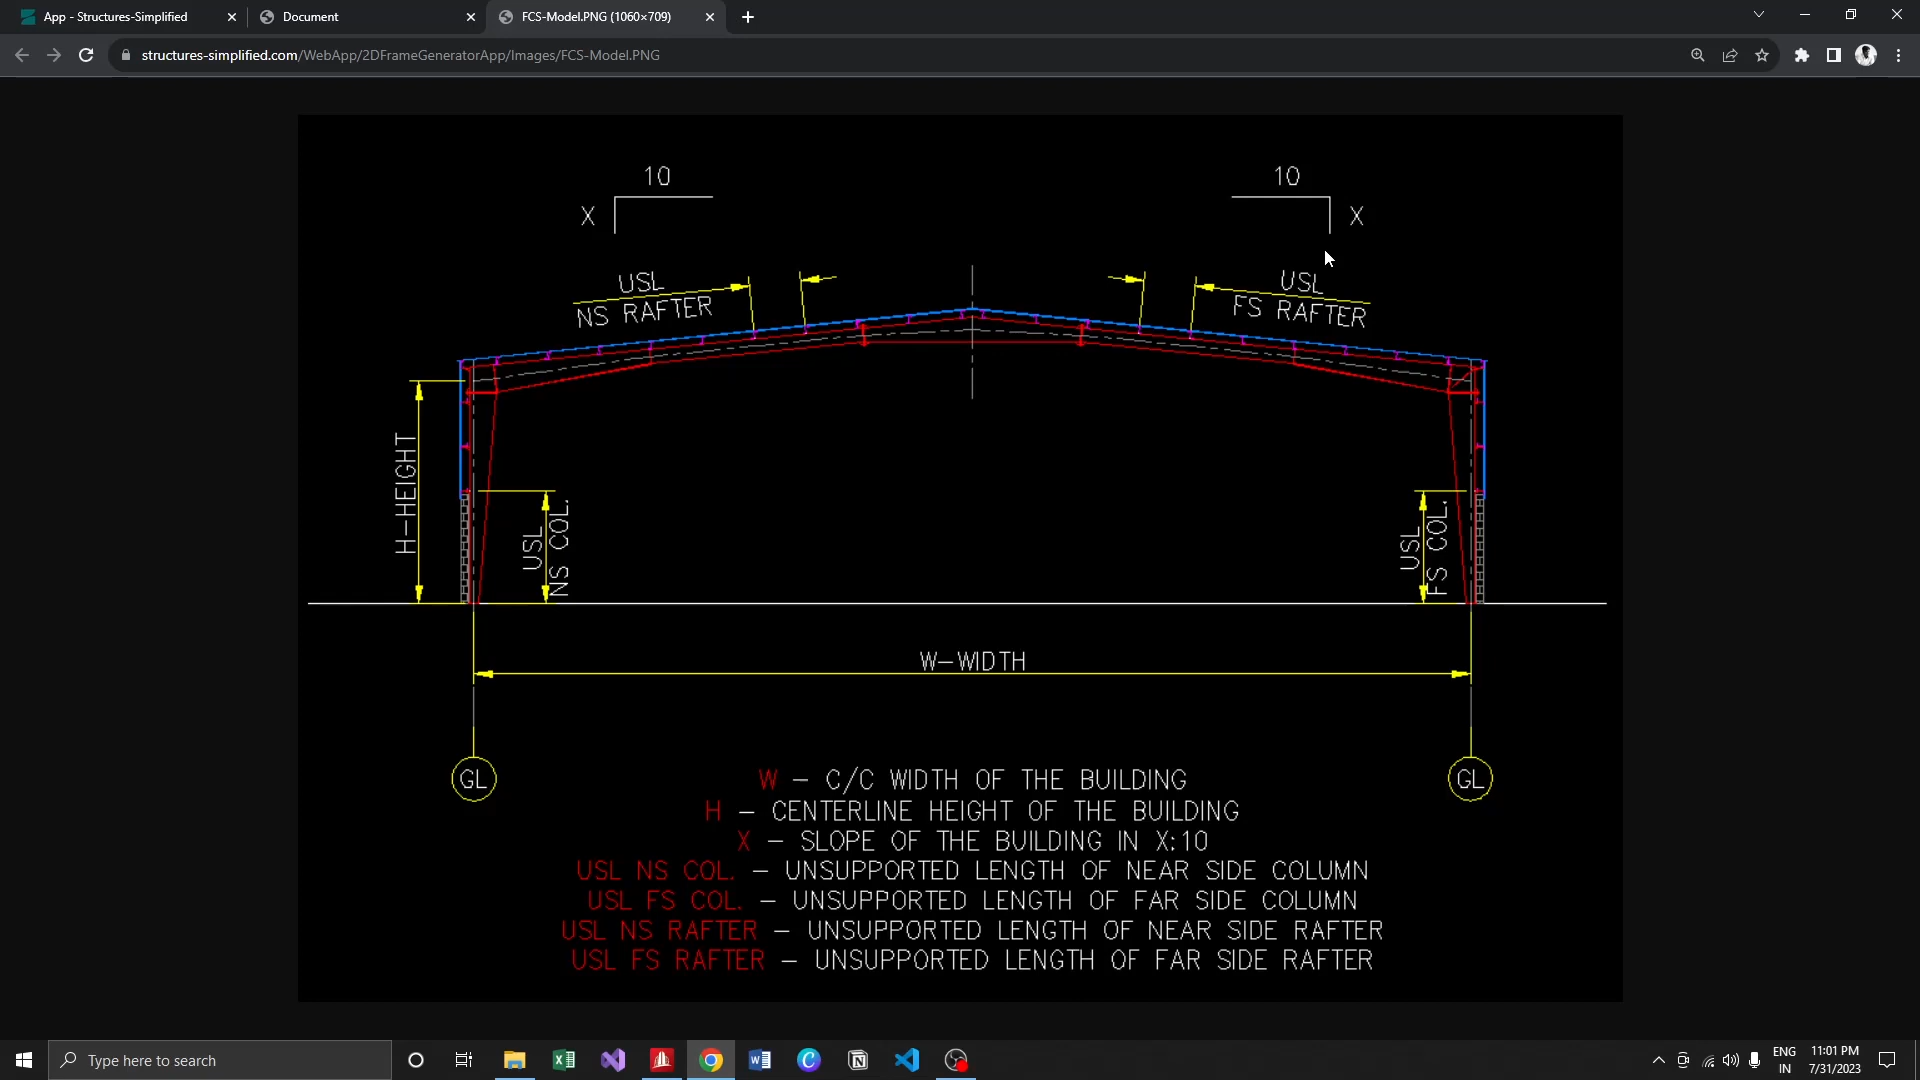 App - Structures-Simplified
Document
FCS-Model.PNG (1060×709)
structures-simplified.com/WebApp/2DFrameGeneratorApp/Images/FCS-Model.PNG
10
X
10
X
USL
NS RAFTER
USL
FS RAFTER
H-HEIGHT
USL
NS COL.
USL
FS COL.
W-WIDTH
GL
GL
W - C/C WIDTH OF THE BUILDING
H - CENTERLINE HEIGHT OF THE BUILDING
X - SLOPE OF THE BUILDING IN X:10
USL NS COL. - UNSUPPORTED LENGTH OF NEAR SIDE COLUMN
USL FS COL. - UNSUPPORTED LENGTH OF FAR SIDE COLUMN
USL NS RAFTER - UNSUPPORTED LENGTH OF NEAR SIDE RAFTER
USL FS RAFTER - UNSUPPORTED LENGTH OF FAR SIDE RAFTER
Type here to search
ENG
IN
11:01 PM
7/31/2023